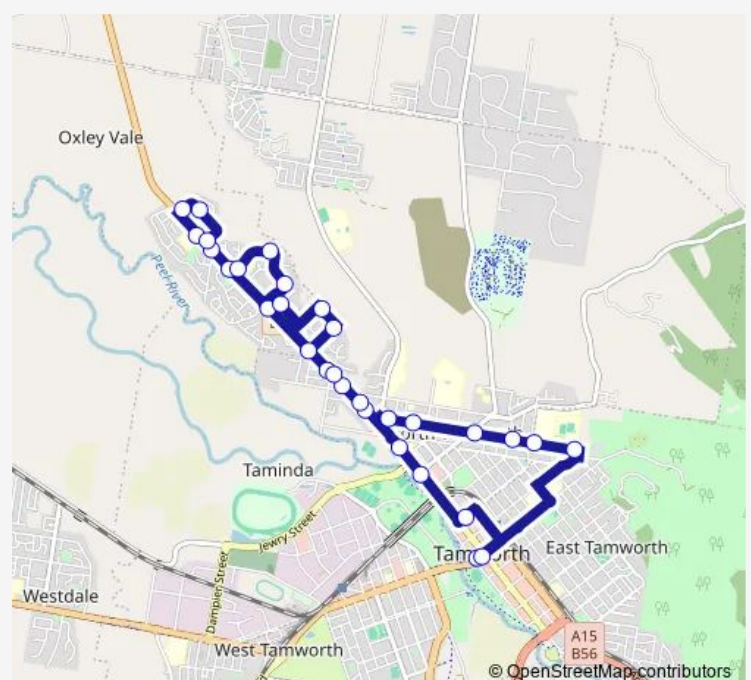 Oxley Vale
Peel River
Taminda
Jewry Street
Dampier Street
Tamworth
East Tamworth
Westdale
West Tamworth
A15
B56
© OpenStreetMap contributors